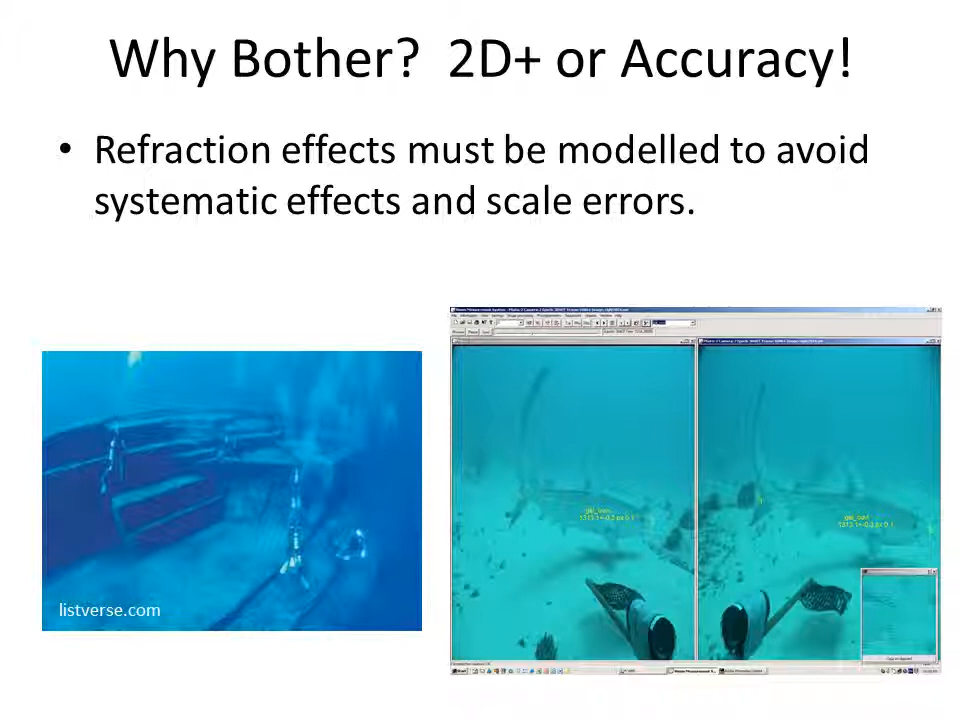 Why Bother? 2D+ or Accuracy!
• Refraction effects must be modelled to avoid
systematic effects and scale errors.
listverse.com